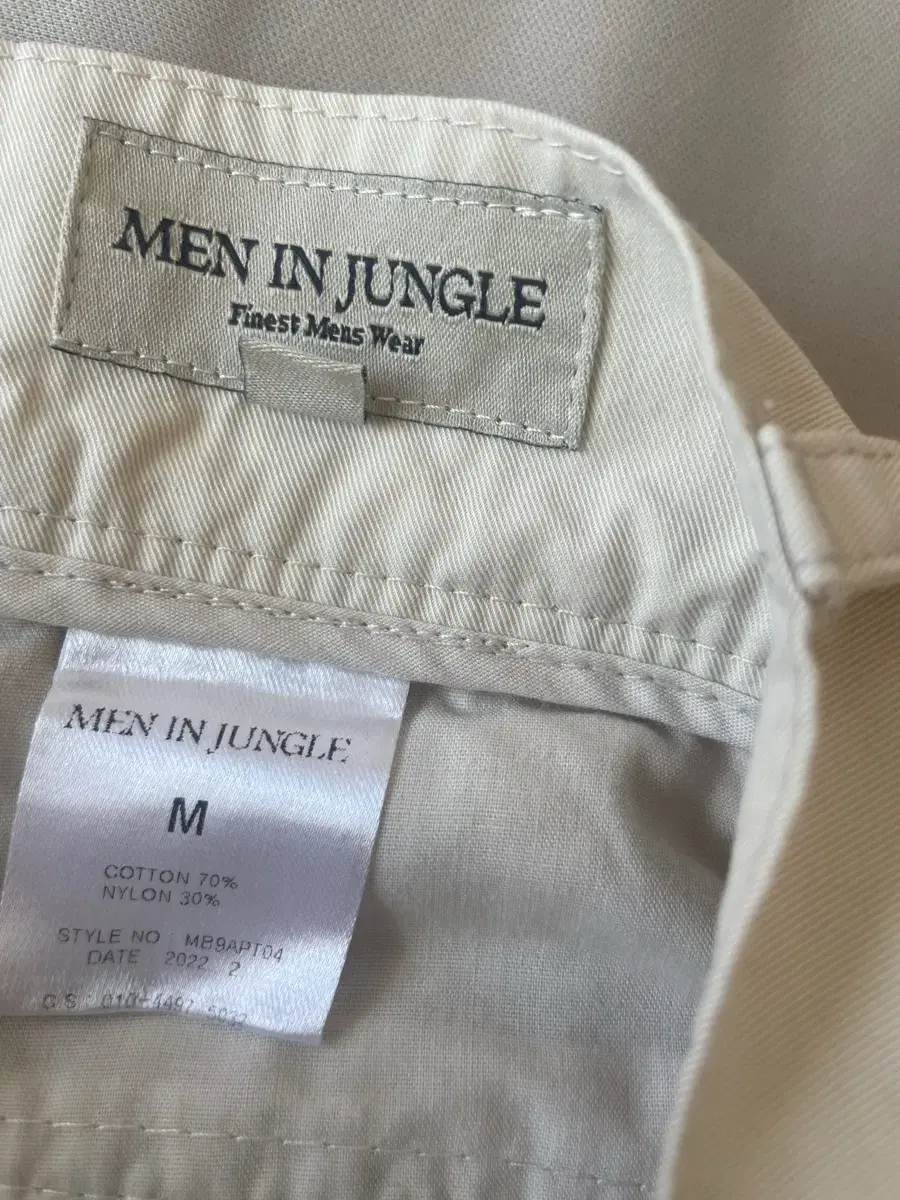 MEN IN JUNGLE
Finest Mens Wear
MEN IN JUNGLE
M
COTTON 70%
NYLON 30%
STYLE NO : MB9APT04
DATE 2022 2